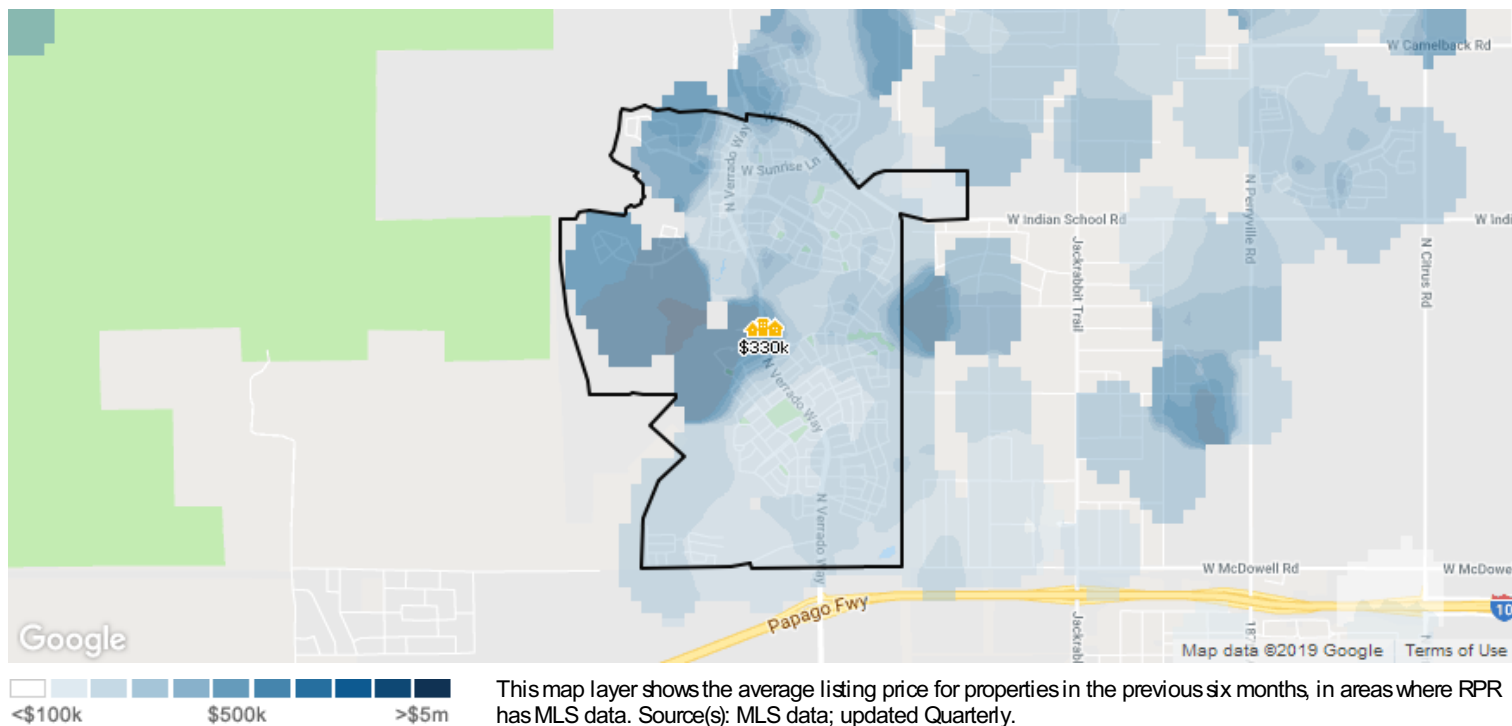 W Camelback Rd
N Verrado Way
W Sunrise Ln
N Perryville Rd
W Indian School Rd
W Indi
Jackrabbit Trail
N Citrus Rd
$330k
N Verrado Way
N Verrado Way
W McDowell Rd
W McDowe
Papago Fwy
10
Jackrabl
187
Google
Map data ©2019 Google
Terms of Use
<$100k
$500k
>$5m
This map layer shows the average listing price for properties in the previous six months, in areas where RPR
has MLS data. Source(s): MLS data; updated Quarterly.